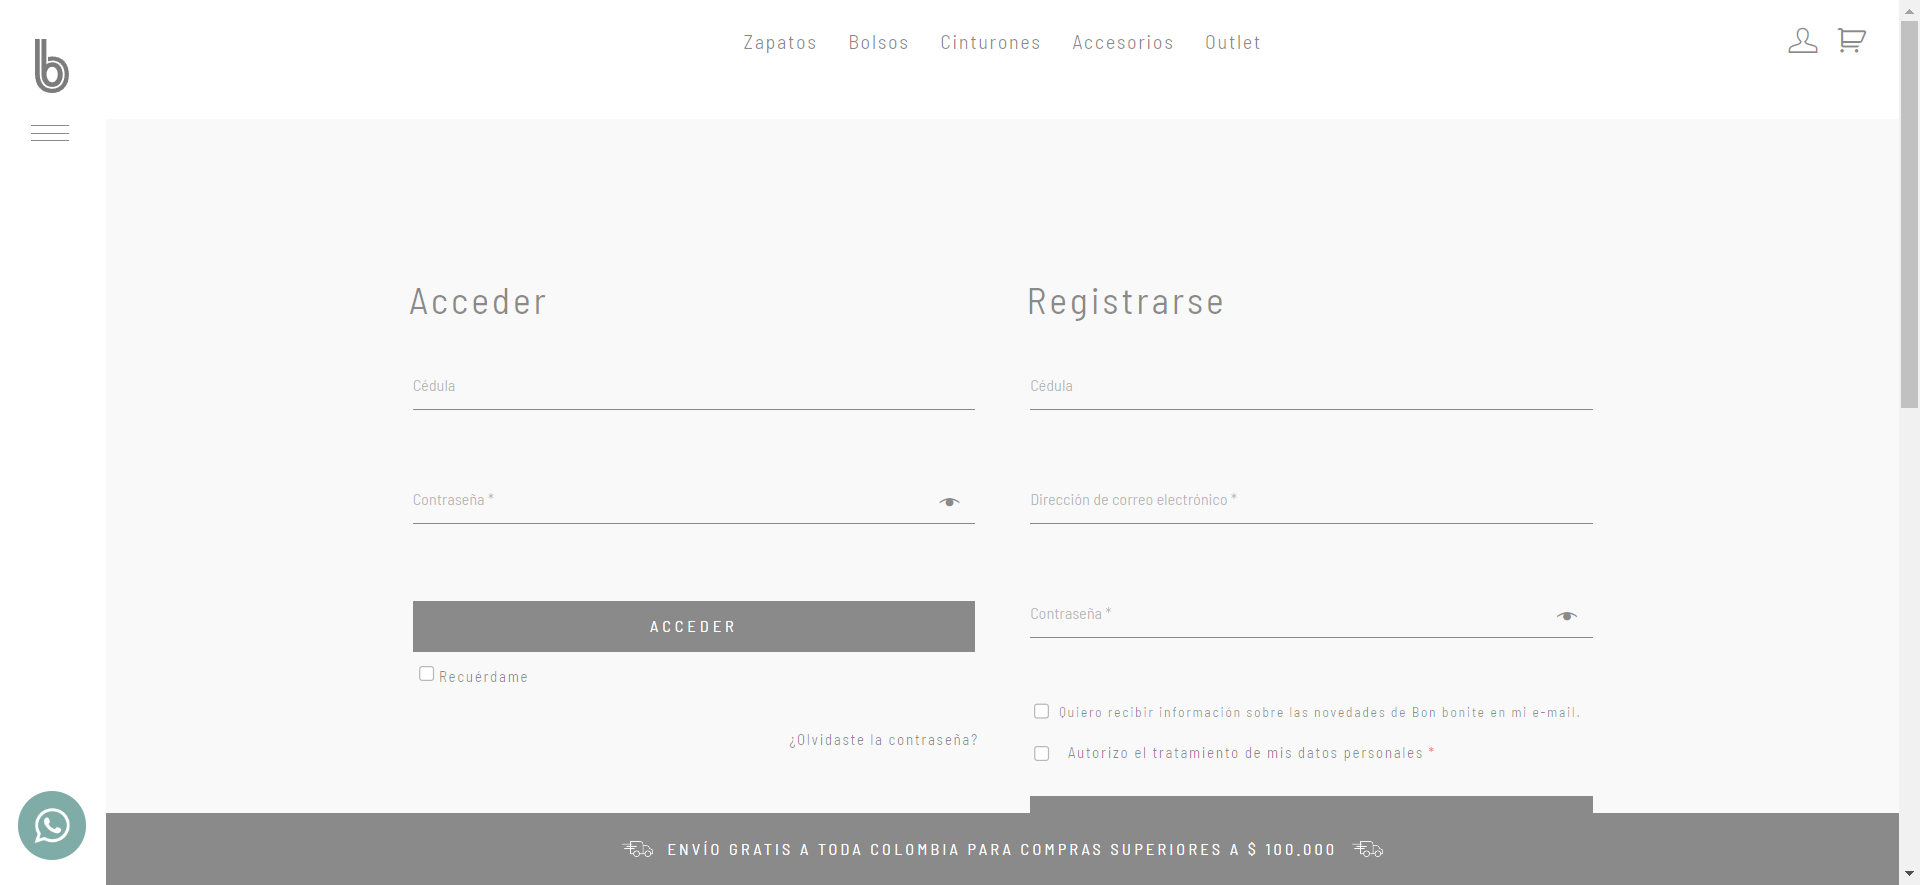 b
Zapatos Bolsos Cinturones Accesorios Outlet
Acceder
Cédula
Contraseña *
ACCEDER
Recuérdame
¿Olvidaste la contraseña?
Registrarse
Cédula
Dirección de correo electrónico *
Contraseña *
Quiero recibir información sobre las novedades de Bon bonite en mi e-mail.
Autorizo el tratamiento de mis datos personales *
ENVÍO GRATIS A TODA COLOMBIA PARA COMPRAS SUPERIORES A $ 100.000